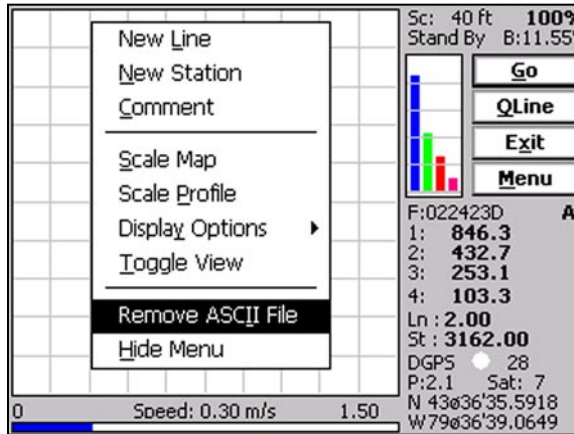 New Line
New Station
Comment
Scale Map
Scale Profile
Display Options
Toggle View
Remove ASCII File
Hide Menu
0 Speed: 0.30 m/s 1.50
Sc: 40 ft 100%
Stand By B:11.55
Go
QLine
Exit
Menu
F:022423D A
1: 846.3
2: 432.7
3: 253.1
4: 103.3
Ln : 2.00
St : 3162.00
DGPS 28
P:2.1 Sat: 7
N 43ø36'35.5918
W79ø36'39.0649